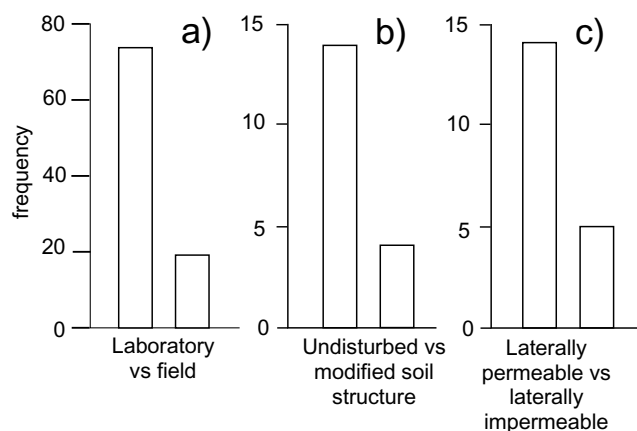 a)
b)
c)
80
60
40
20
0
frequency
15
10
5
0
15
10
5
0
Laboratory
vs field
Undisturbed vs
modified soil
structure
Laterally
permeable vs
laterally
impermeable